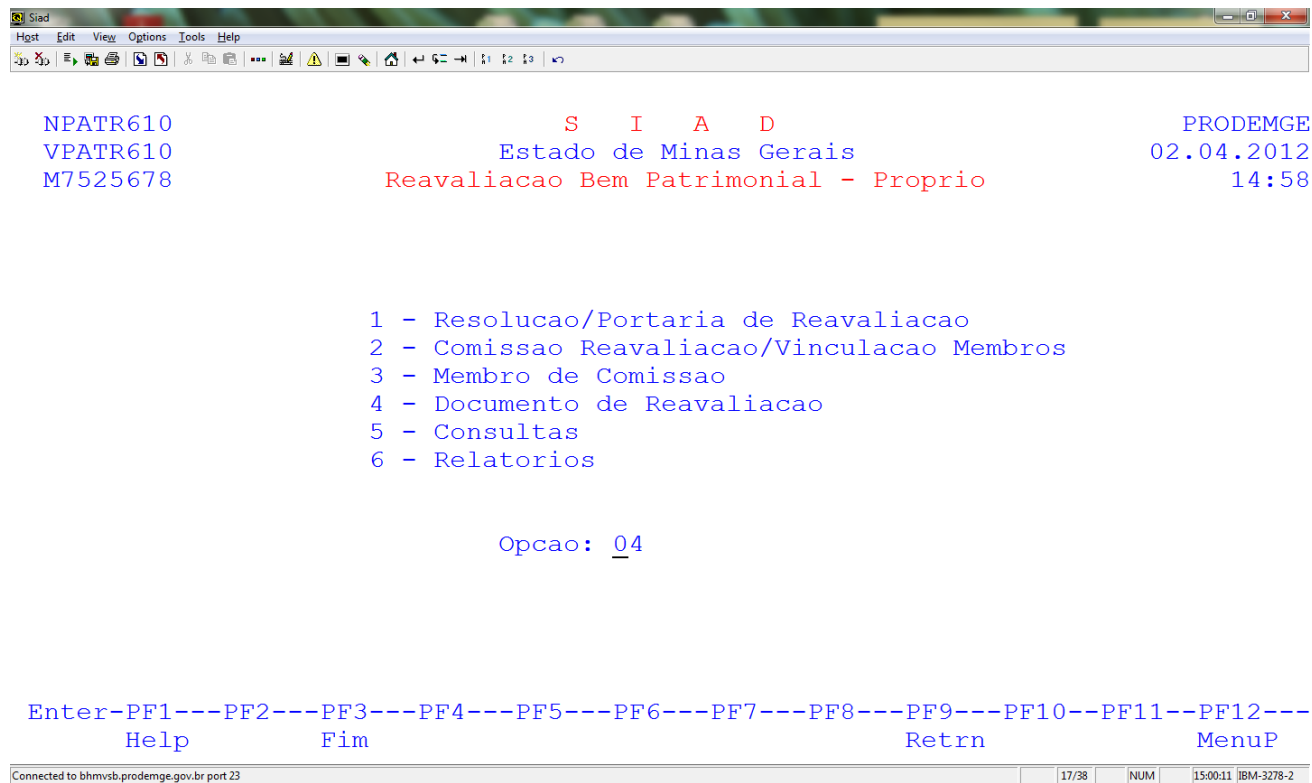 Siad
Host Edit View Options Tools Help
NPATR610 S I A D PRODEMGE
VPATR610 Estado de Minas Gerais 02.04.2012
M7525678 Reavaliacao Bem Patrimonial - Proprio 14:58
1 - Resolucao/Portaria de Reavaliacao
2 - Comissao Reavaliacao/Vinculacao Membros
3 - Membro de Comissao
4 - Documento de Reavaliacao
5 - Consultas
6 - Relatorios
Opcao: 04
Enter-PF1---PF2---PF3---PF4---PF5---PF6---PF7---PF8---PF9---PF10--PF11--PF12---
Help Fim Retrn MenuP
Connected to bhmvsb.prodemge.gov.br port 23 17/38 NUM 15:00:11 IBM-3278-2